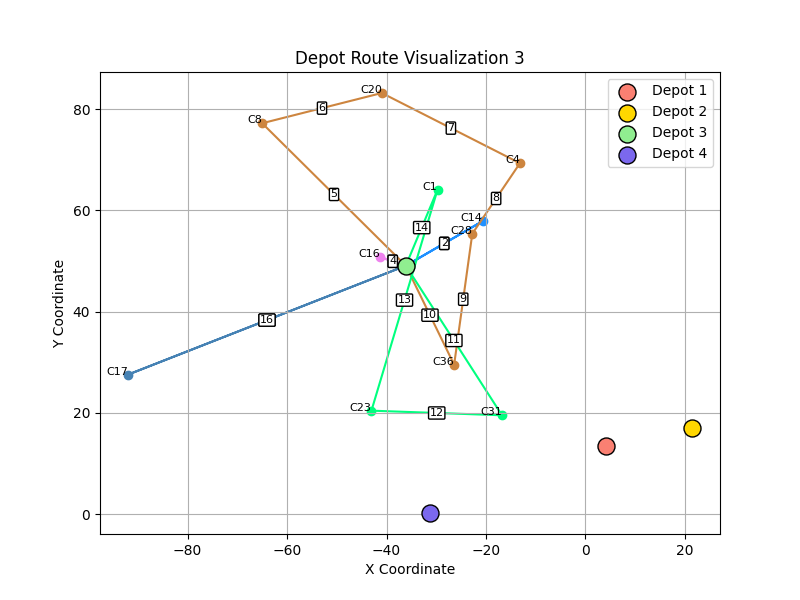 Depot Route Visualization 3
Depot 1
Depot 2
Depot 3
Depot 4
C20
6
C8
7
C4
5
8
C1
14
C14
C28
2
C16
4
9
13
10
16
11
C36
C17
C23
12
C31
80
60
40
20
0
Y Coordinate
−80
−60
−40
−20
0
20
X Coordinate